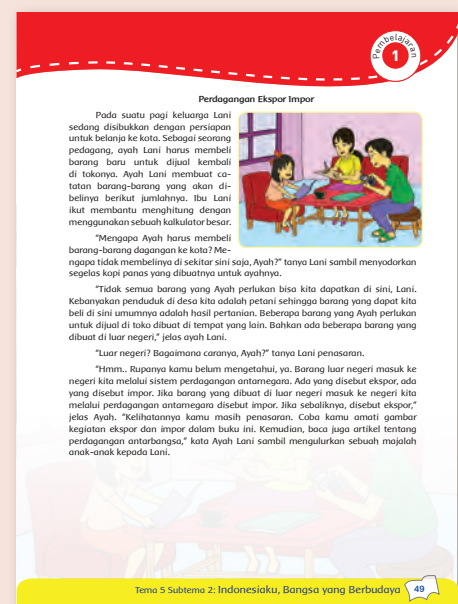 Pembelajaran
1
Perdagangan Ekspor Impor
Pada suatu pagi keluarga Lani
sedang disibukkan dengan persiapan
untuk belanja ke kota. Sebagai seorang
pedagang, ayah Lani harus membeli
barang baru untuk dijual kembali
di tokonya. Ayah Lani membuat ca-
tatan barang-barang yang akan di-
belinya berikut jumlahnya. Ibu Lani
ikut membantu menghitung dengan
menggunakan sebuah kalkulator besar.
"Mengapa Ayah harus membeli
barang-barang dagangan ke kota? Me-
ngapa tidak membelinya di sekitar sini saja, Ayah?" tanya Lani sambil menyodorkan
segelas kopi panas yang dibuatnya untuk ayahnya.
"Tidak semua barang yang Ayah perlukan bisa kita dapatkan di sini, Lani.
Kebanyakan penduduk di desa kita adalah petani sehingga barang yang dapat kita
beli di sini umumnya adalah hasil pertanian. Beberapa barang yang Ayah perlukan
untuk dijual di toko dibuat di tempat yang lain. Bahkan ada beberapa barang yang
dibuat di luar negeri," jelas ayah Lani.
"Luar negeri? Bagaimana caranya, Ayah?" tanya Lani penasaran.
"Hmm.. Rupanya kamu belum mengetahui, ya. Barang luar negeri masuk ke
negeri kita melalui sistem perdagangan antarnegara. Ada yang disebut ekspor, ada
yang disebut impor. Jika barang yang dibuat di luar negeri masuk ke negeri kita
melalui perdagangan antarnegara disebut impor. Jika sebaliknya, disebut ekspor,"
jelas Ayah. "Kelihatannya kamu masih penasaran. Coba kamu amati gambar
kegiatan ekspor dan impor dalam buku ini. Kemudian, baca juga artikel tentang
perdagangan antarbangsa," kata Ayah Lani sambil mengulurkan sebuah majalah
anak-anak kepada Lani.
Tema 5 Subtema 2: Indonesiaku, Bangsa yang Berbudaya
49